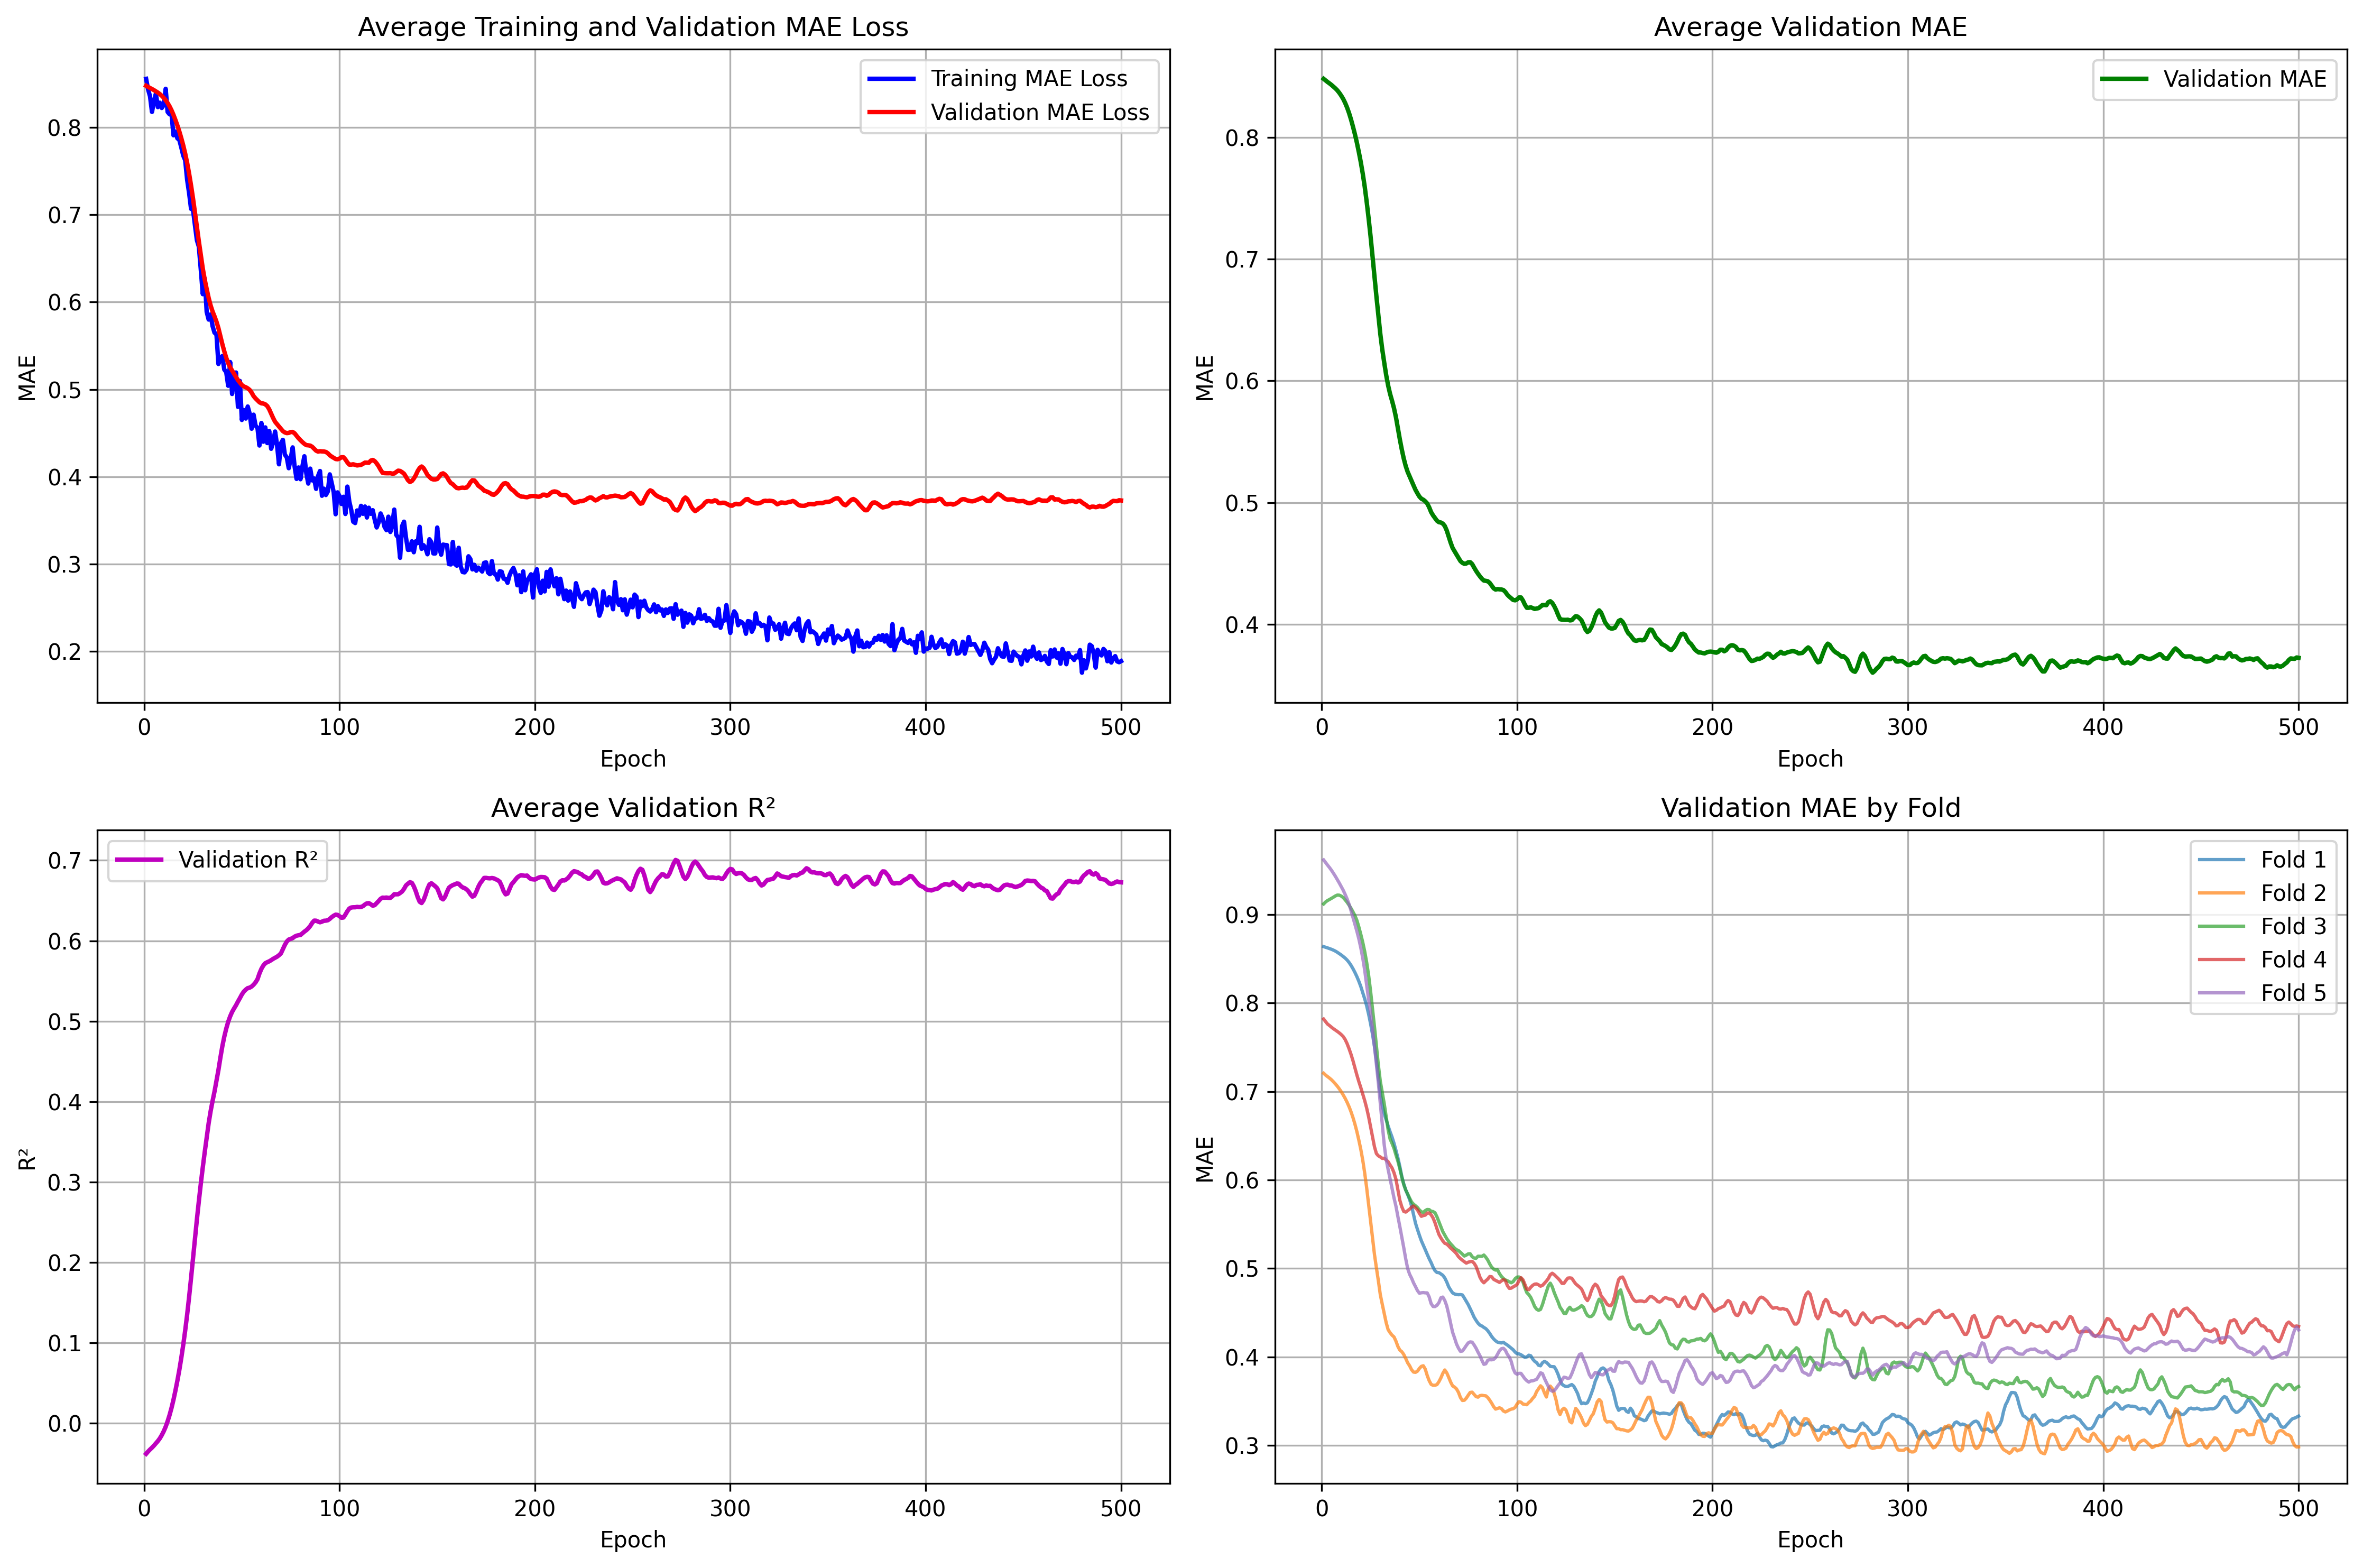 Average Training and Validation MAE Loss
Training MAE Loss
Validation MAE Loss
0.8
0.7
0.6
0.5
0.4
0.3
0.2
MAE
0
100
200
300
400
500
Epoch
Average Validation MAE
Validation MAE
0.8
0.7
0.6
0.5
0.4
MAE
0
100
200
300
400
500
Epoch
Average Validation R²
Validation R²
0.7
0.6
0.5
0.4
0.3
0.2
0.1
0.0
R²
0
100
200
300
400
500
Epoch
Validation MAE by Fold
Fold 1
Fold 2
Fold 3
Fold 4
Fold 5
0.9
0.8
0.7
0.6
0.5
0.4
0.3
MAE
0
100
200
300
400
500
Epoch